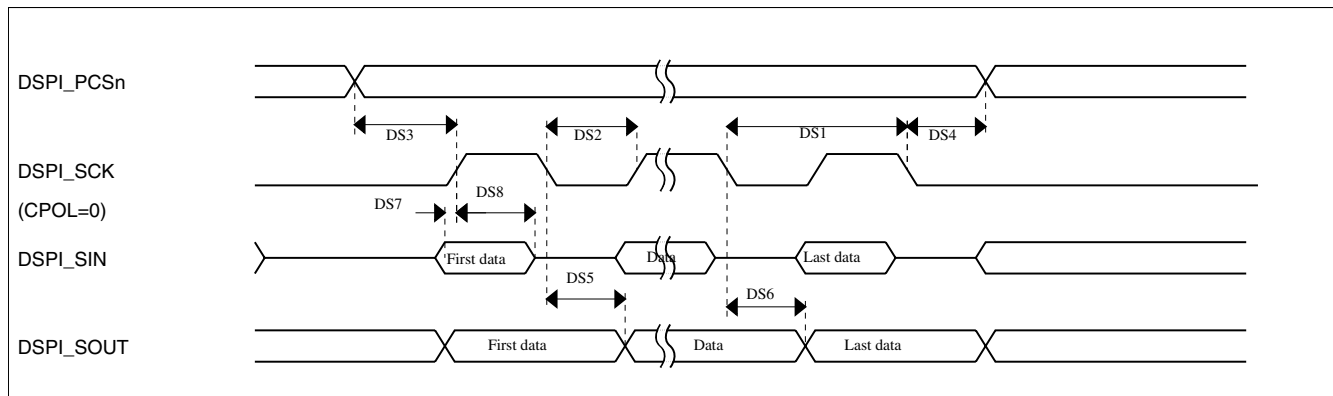 DSPI_PCSn
DS3
DS2
DS1
DS4
DSPI_SCK
(CPOL=0)
DS7
DS8
DSPI_SIN
First data
Data
Last data
DS5
DS6
DSPI_SOUT
First data
Data
Last data